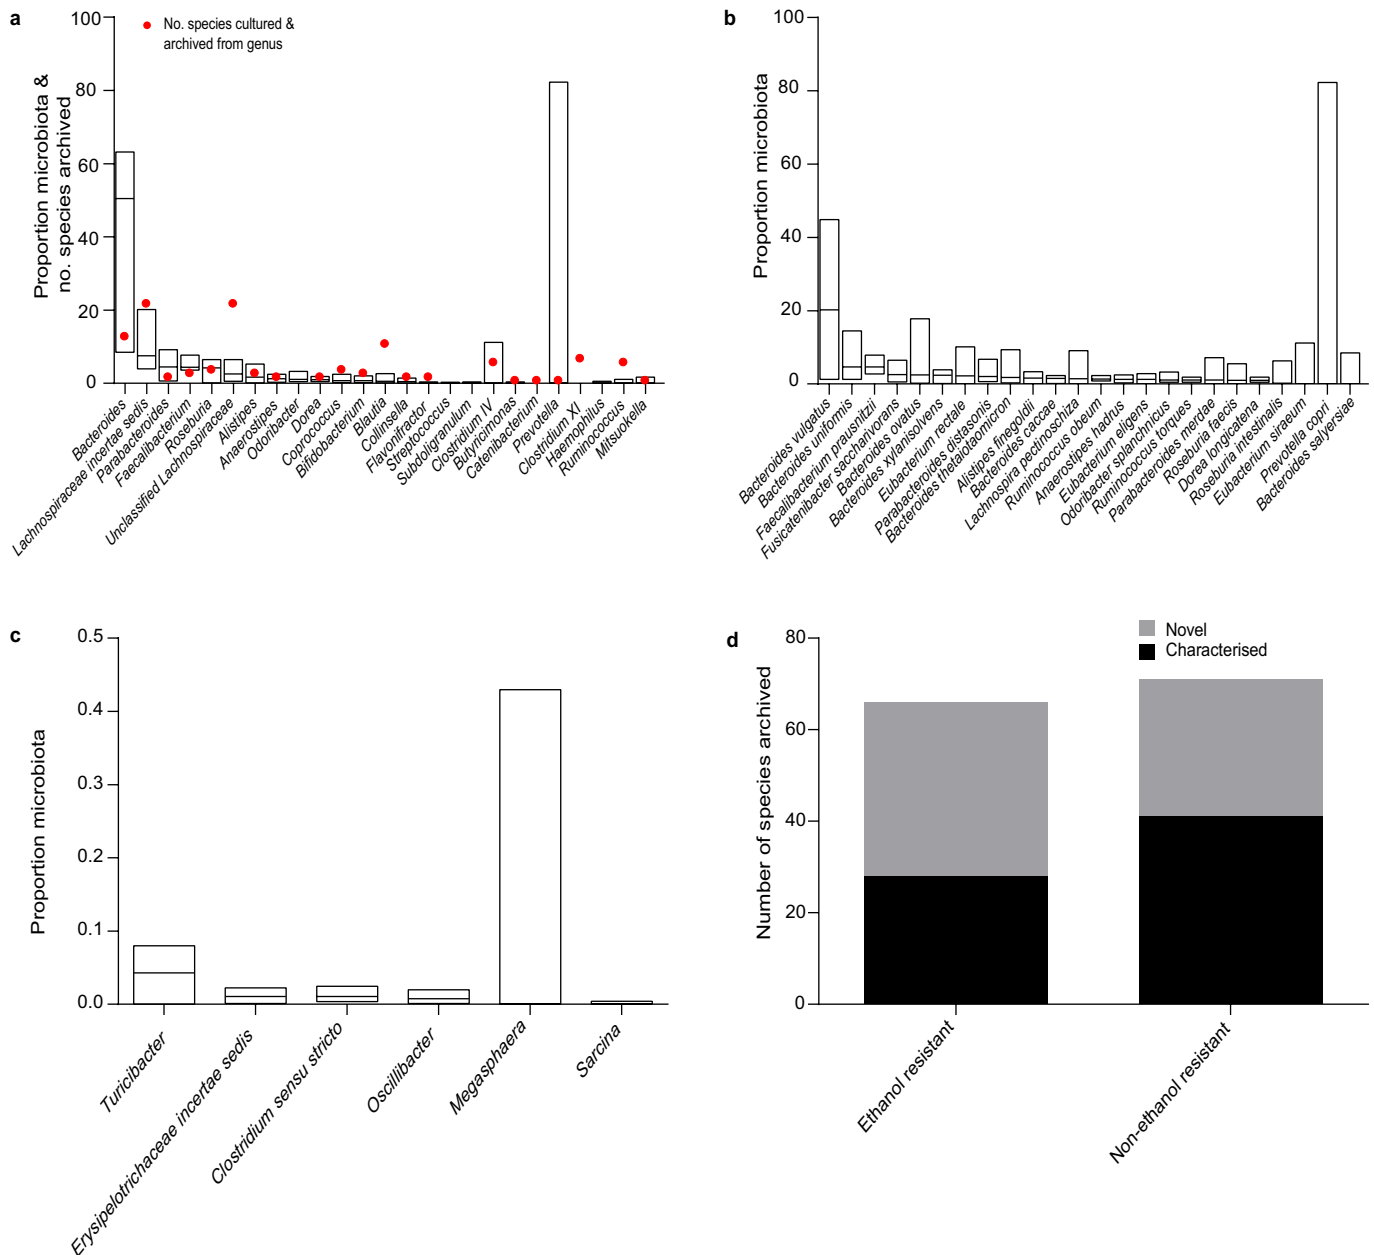 a
No. species cultured &
archived from genus
Proportion microbiota &
no. species archived
100
80
60
40
20
0
Bacteroides
Lachnospiraceae incertae sedis
Parabacteroides
Faecalibacterium
Roseburia
Unclassified Lachnospiraceae
Alistipes
Anaerostipes
Odoribacter
Dorea
Coprococcus
Bifidobacterium
Blautia
Collinsella
Flavonifractor
Streptococcus
Subdoligranulum
Clostridium IV
Butyricimonas
Catenibacterium
Prevotella
Clostridium XI
Haemophilus
Ruminococcus
Mitsuokella
b
Proportion microbiota
100
80
60
40
20
0
Bacteroides vulgatus
Bacteroides uniformis
Faecalibacterium prausnitzii
Fusicatenibacter saccharivorans
Bacteroides ovatus
Bacteroides xylanisolvens
Eubacterium rectale
Parabacteroides distasonis
Bacteroides thetaiotaomicron
Alistipes finegoldii
Bacteroides caccae
Lachnospira pectinoschiza
Ruminococcus obeum
Anaerostipes hadrus
Eubacterium eligens
Odoribacter splanchnicus
Ruminococcus torques
Parabacteroides merdae
Roseburia faecis
Dorea longicatena
Roseburia intestinalis
Eubacterium siraeum
Prevotella copri
Bacteroides salyersiae
c
Proportion microbiota
0.5
0.4
0.3
0.2
0.1
0.0
Turicibacter
Erysipelotrichaceae incertae sedis
Clostridium sensu stricto
Oscillibacter
Megasphaera
Sarcina
d
Novel
Characterised
Number of species archived
80
60
40
20
0
Ethanol resistant
Non-ethanol resistant